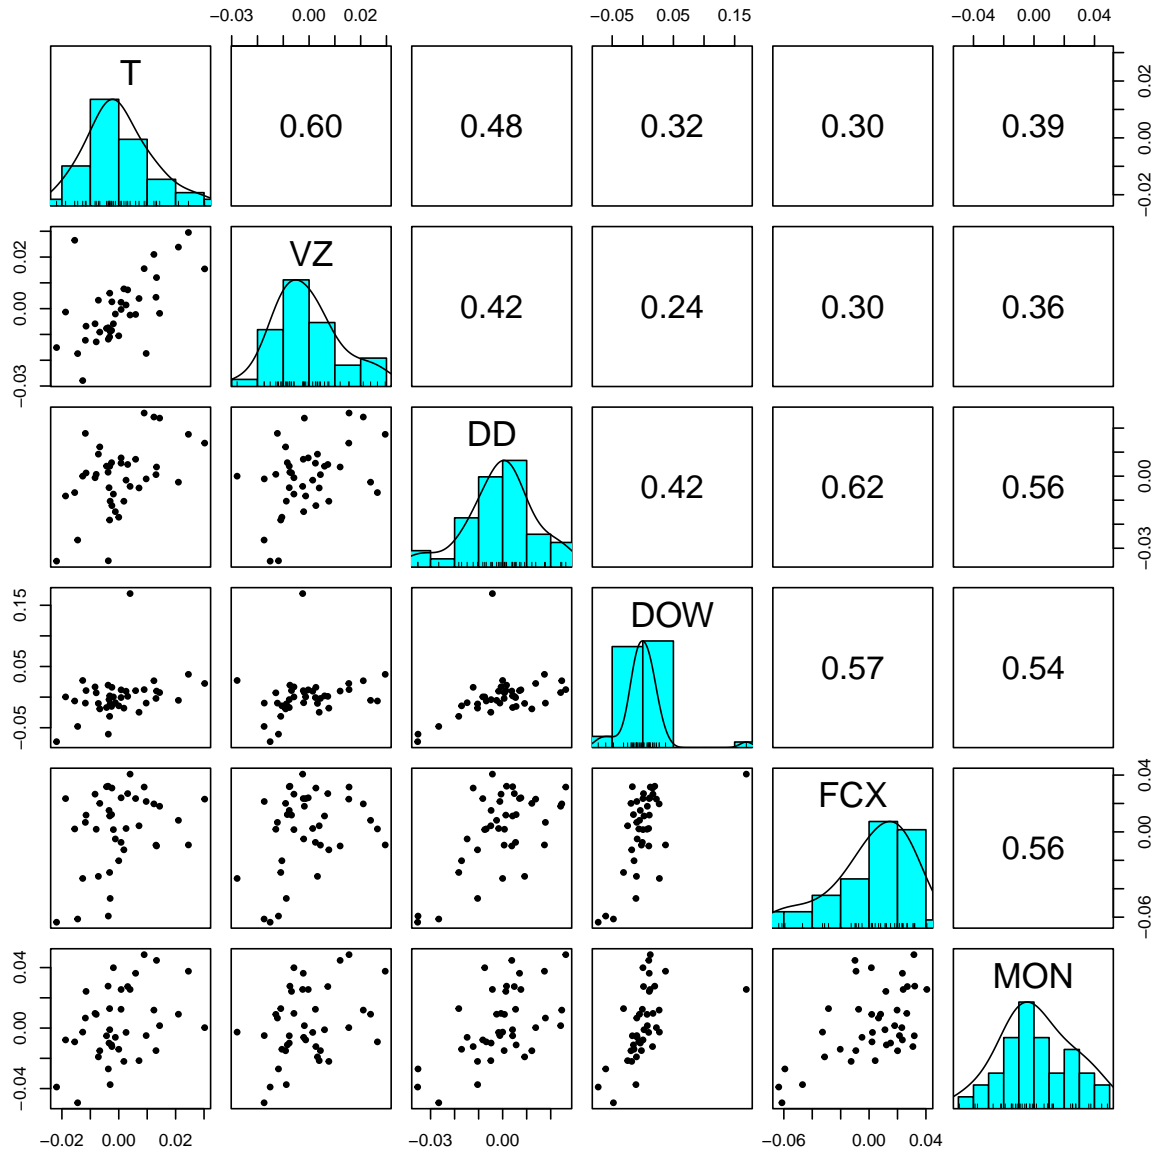 −0.03 0.00 0.02 −0.05 0.05 0.15 −0.04 0.00 0.04
T 0.60 0.48 0.32 0.30 0.39 −0.02 0.00 0.02
−0.03 0.00 0.02 VZ 0.42 0.24 0.30 0.36
DD 0.42 0.62 0.56 −0.03 0.00
−0.05 0.05 0.15 DOW 0.57 0.54
FCX 0.56 −0.06 0.00 0.04
−0.04 0.00 0.04 MON
−0.02 0.00 0.02 −0.03 0.00 −0.06 0.00 0.04